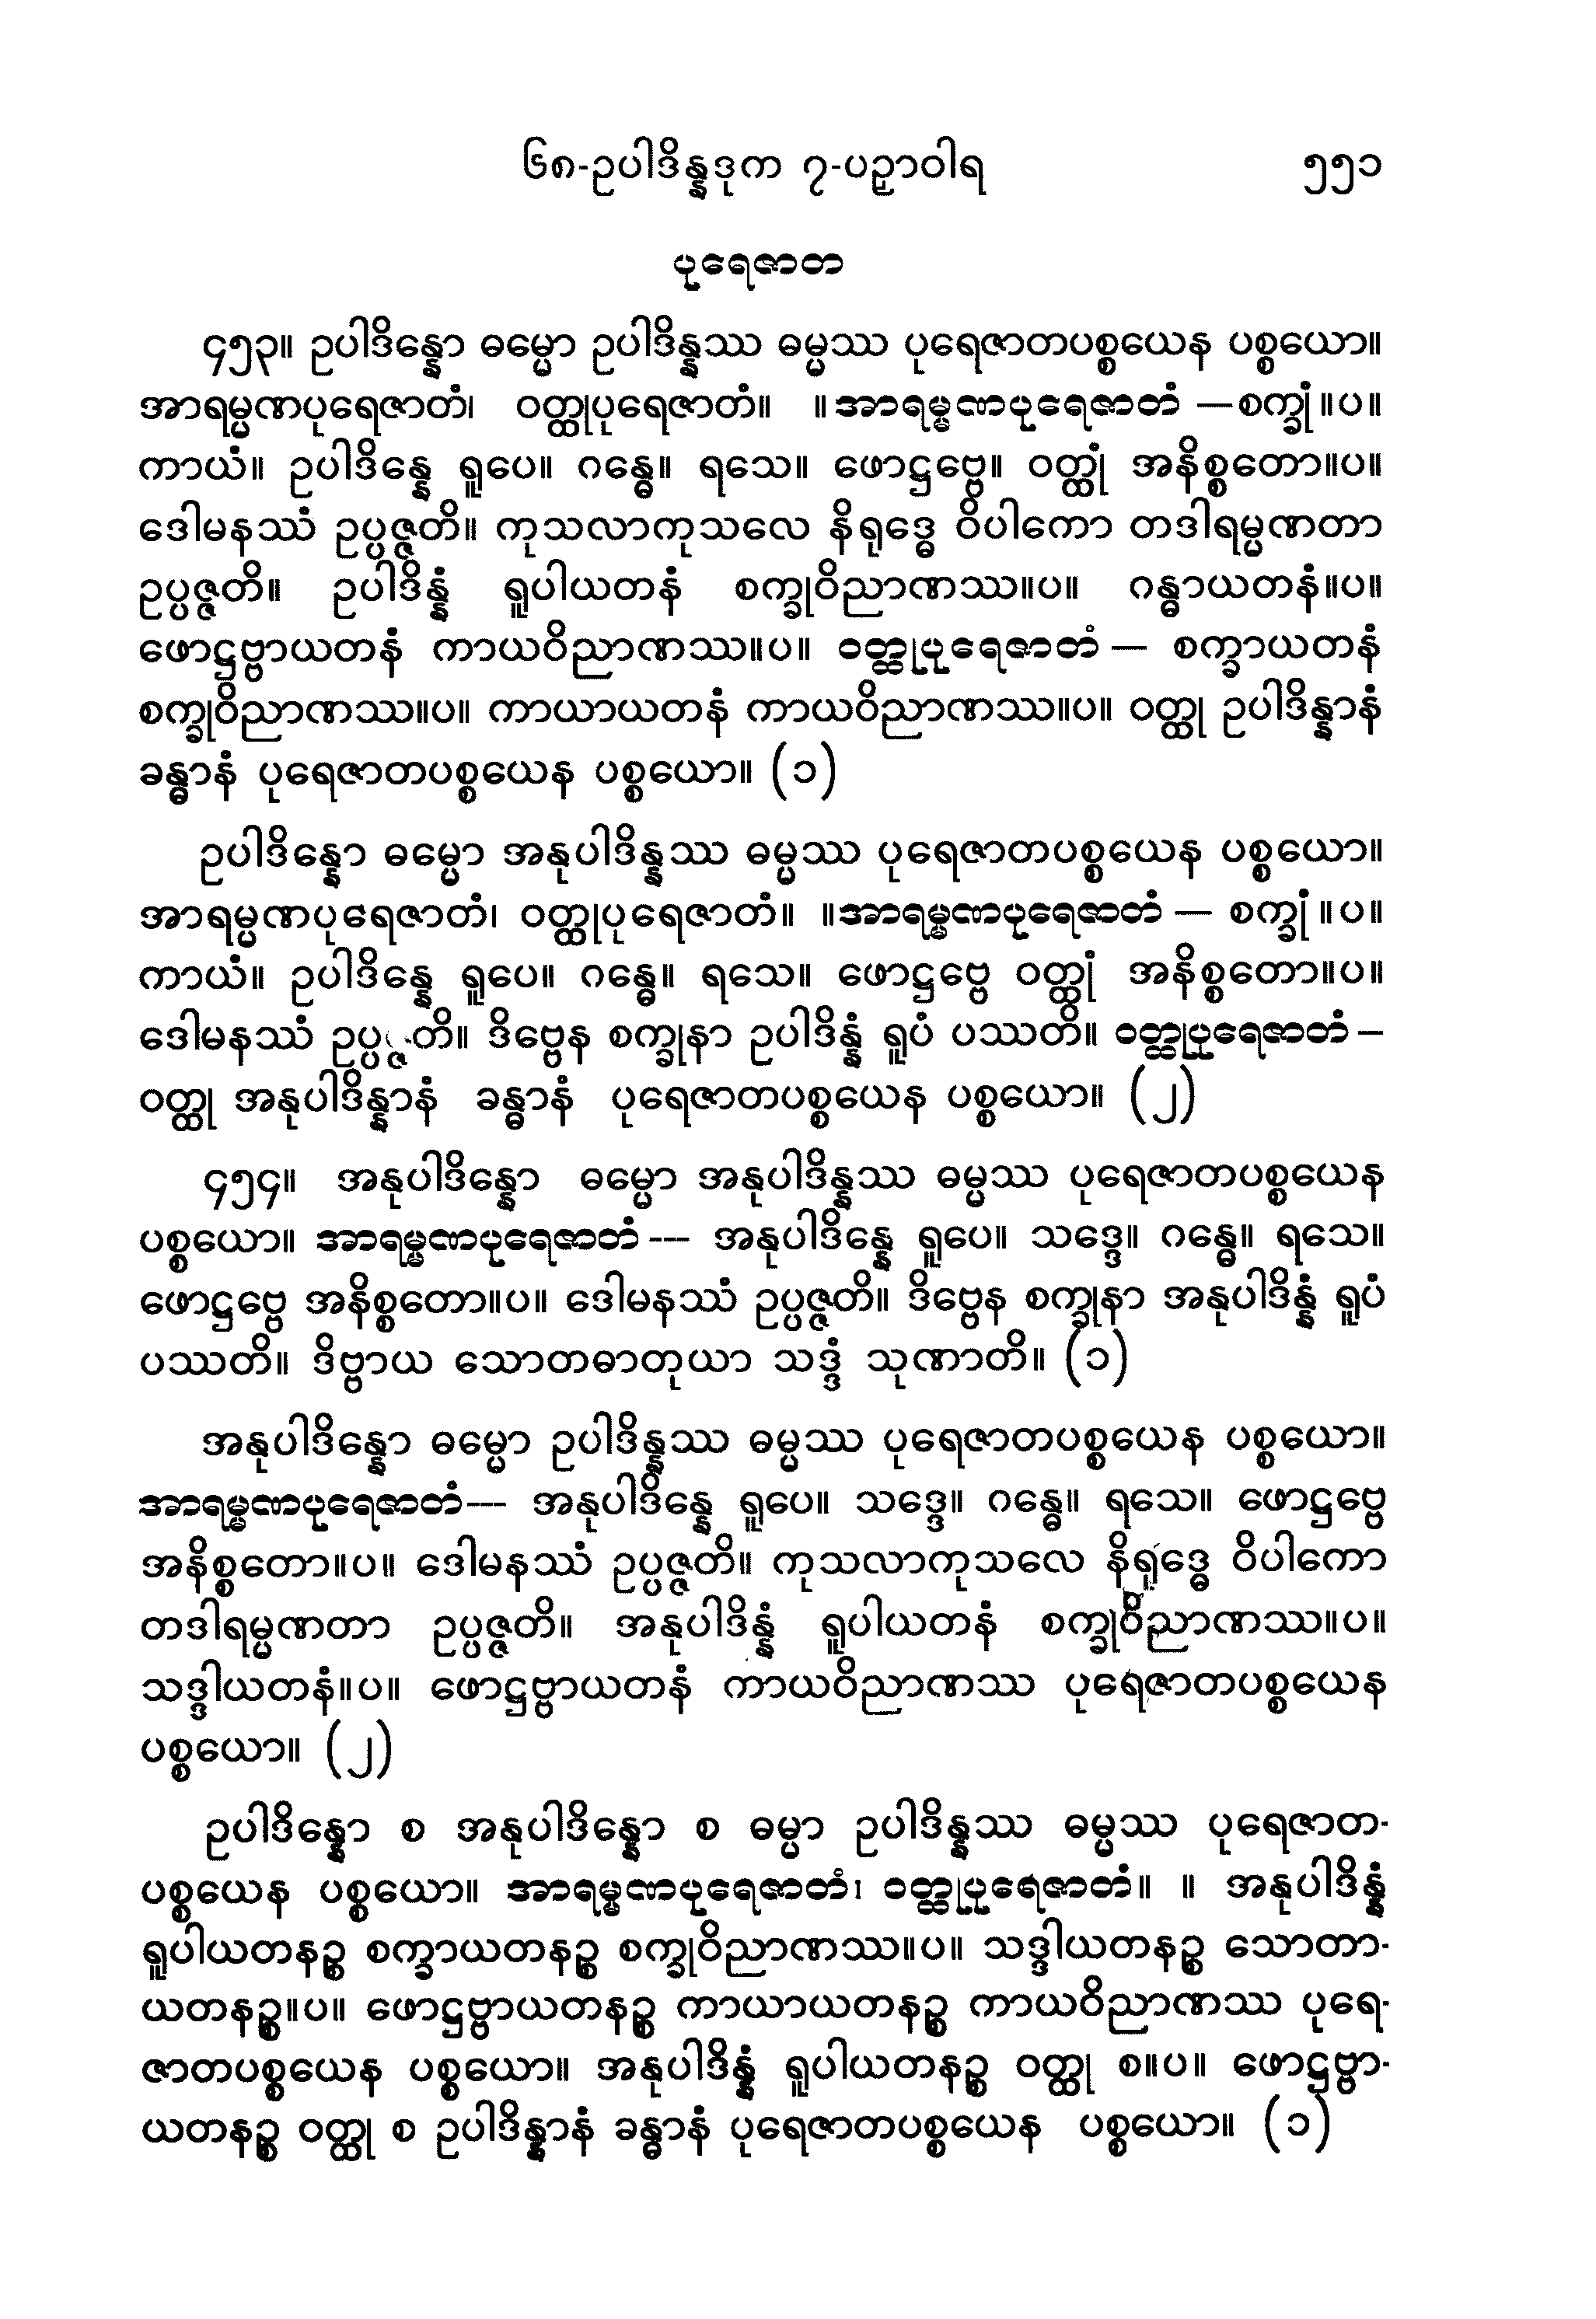 ၆၈-ဥပါဒိန္နဒုက ၇-ပဉှာဝါရ ၅၅၁
ပုရေဇာတ
၄၅၃။ ဥပါဒိန္နော ဓမ္မော ဥပါဒိန္နဿ ဓမ္မဿ ပုရေဇာတပစ္စယေန ပစ္စယော။
အာရမ္မဏပုရေဇာတံ၊ ဝတ္ထုပုရေဇာတံ။ ။အာရမ္မဏပုရေဇာတံ —စက္ခုံ ။ပ။
ကာယံ။ ဥပါဒိန္နေ ရူပေ။ ဂန္ဓေ။ ရသေ။ ဖောဋ္ဌဗ္ဗေ။ ဝတ္ထုံ အနိစ္စတော။ပ။
ဒေါမနဿံ ဥပ္ပဇ္ဇတိ။ ကုသလာကုသလေ နိရုဒ္ဓေ ဝိပါကော တဒါရမ္မဏတာ
ဥပ္ပဇ္ဇတိ။ ဥပါဒိန္နံ ရူပါယတနံ စက္ခုဝိညာဏဿ။ပ။ ဂန္ဓာယတနံ။ပ။
ဖောဋ္ဌဗ္ဗာယတနံ ကာယဝိညာဏဿ။ပ။ ဝတ္ထုပုရေဇာတံ — စက္ခာယတနံ
စက္ခုဝိညာဏဿ။ပ။ ကာယာယတနံ ကာယဝိညာဏဿ။ပ။ ဝတ္ထု ဥပါဒိန္နာနံ
ခန္ဓာနံ ပုရေဇာတပစ္စယေန ပစ္စယော။ (၁)
ဥပါဒိန္နော ဓမ္မော အနုပါဒိန္နဿ ဓမ္မဿ ပုရေဇာတပစ္စယေန ပစ္စယော။
အာရမ္မဏပုရေဇာတံ၊ ဝတ္ထုပုရေဇာတံ။ ။အာရမ္မဏပုရေဇာတံ — စက္ခုံ ။ပ။
ကာယံ။ ဥပါဒိန္နေ ရူပေ။ ဂန္ဓေ။ ရသေ။ ဖောဋ္ဌဗ္ဗေ ဝတ္ထုံ အနိစ္စတော။ပ။
ဒေါမနဿံ ဥပ္ပဇ္ဇတိ။ ဒိဗ္ဗေန စက္ခုနာ ဥပါဒိန္နံ ရူပံ ပဿတိ။ ဝတ္ထုပုရေဇာတံ –
ဝတ္ထု အနုပါဒိန္နာနံ ခန္ဓာနံ ပုရေဇာတပစ္စယေန ပစ္စယော။ (၂)
၄၅၄။ အနုပါဒိန္နော ဓမ္မော အနုပါဒိန္နဿ ဓမ္မဿ ပုရေဇာတပစ္စယေန
ပစ္စယော။ အာရမ္မဏပုရေဇာတံ --- အနုပါဒိန္နေ ရူပေ။ သဒ္ဒေ။ ဂန္ဓေ။ ရသေ။
ဖောဋ္ဌဗ္ဗေ အနိစ္စတော။ပ။ ဒေါမနဿံ ဥပ္ပဇ္ဇတိ။ ဒိဗ္ဗေန စက္ခုနာ အနုပါဒိန္နံ ရူပံ
ပဿတိ။ ဒိဗ္ဗာယ သောတဓာတုယာ သဒ္ဒံ သုဏာတိ။ (၁)
အနုပါဒိန္နော ဓမ္မော ဥပါဒိန္နဿ ဓမ္မဿ ပုရေဇာတပစ္စယေန ပစ္စယော။
အာရမ္မဏပုရေဇာတံ--- အနုပါဒိန္နေ ရူပေ။ သဒ္ဒေ။ ဂန္ဓေ။ ရသေ။ ဖောဋ္ဌဗ္ဗေ
အနိစ္စတော။ပ။ ဒေါမနဿံ ဥပ္ပဇ္ဇတိ။ ကုသလာကုသလေ နိရုဒ္ဓေ ဝိပါကော
တဒါရမ္မဏတာ ဥပ္ပဇ္ဇတိ။ အနုပါဒိန္နံ ရူပါယတနံ စက္ခုဝိညာဏဿ။ပ။
သဒ္ဒါယတနံ။ပ။ ဖောဋ္ဌဗ္ဗာယတနံ ကာယဝိညာဏဿ ပုရေဇာတပစ္စယေန
ပစ္စယော။ (၂)
ဥပါဒိန္နော စ အနုပါဒိန္နော စ ဓမ္မာ ဥပါဒိန္နဿ ဓမ္မဿ ပုရေဇာတ-
ပစ္စယေန ပစ္စယော။ အာရမ္မဏပုရေဇာတံ၊ ဝတ္ထုပုရေဇာတံ။ ။ အနုပါဒိန္နံ
ရူပါယတနဉ္စ စက္ခာယတနဉ္စ စက္ခုဝိညာဏဿ။ပ။ သဒ္ဒါယတနဉ္စ သောတာ-
ယတနဉ္စ။ပ။ ဖောဋ္ဌဗ္ဗာယတနဉ္စ ကာယာယတနဉ္စ ကာယဝိညာဏဿ ပုရေ-
ဇာတပစ္စယေန ပစ္စယော။ အနုပါဒိန္နံ ရူပါယတနဉ္စ ဝတ္ထု စ။ပ။ ဖောဋ္ဌဗ္ဗာ-
ယတနဉ္စ ဝတ္ထု စ ဥပါဒိန္နာနံ ခန္ဓာနံ ပုရေဇာတပစ္စယေန ပစ္စယော။ (၁)